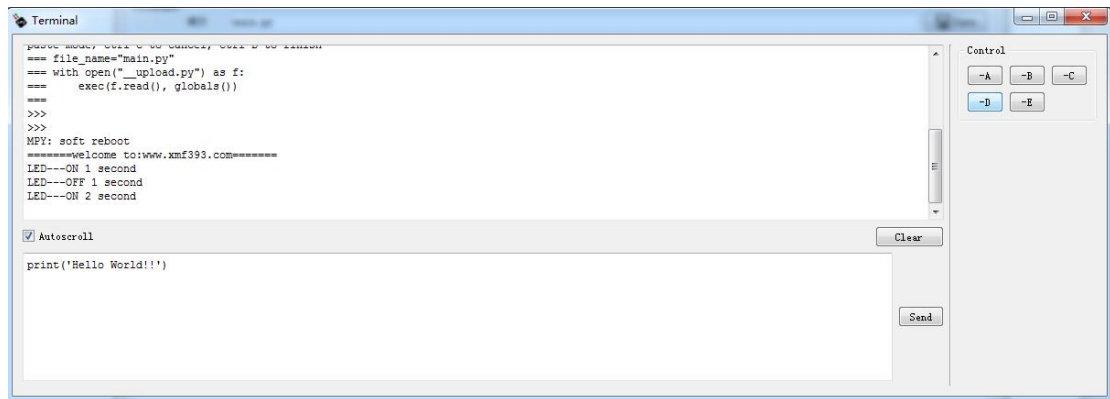 Terminal
paste mode; Ctrl-C to cancel, Ctrl-D to finish
=== file_name="main.py"
=== with open("__upload.py") as f:
===     exec(f.read(), globals())
===
>>>
>>>
MPY: soft reboot
=======welcome to:www.xmf393.com=======
LED---ON 1 second
LED---OFF 1 second
LED---ON 2 second
Autoscroll
Clear
print('Hello World!!')
Send
Control
-A -B -C
-D -E